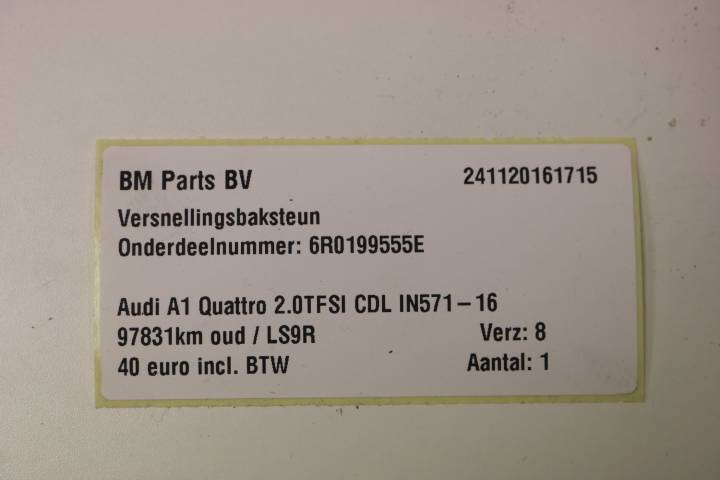 BM Parts BV 241120161715
Versnellingsbaksteun
Onderdeelnummer: 6R0199555E
Audi A1 Quattro 2.0TFSI CDL IN571-16
97831km oud / LS9R Verz: 8
40 euro incl. BTW Aantal: 1